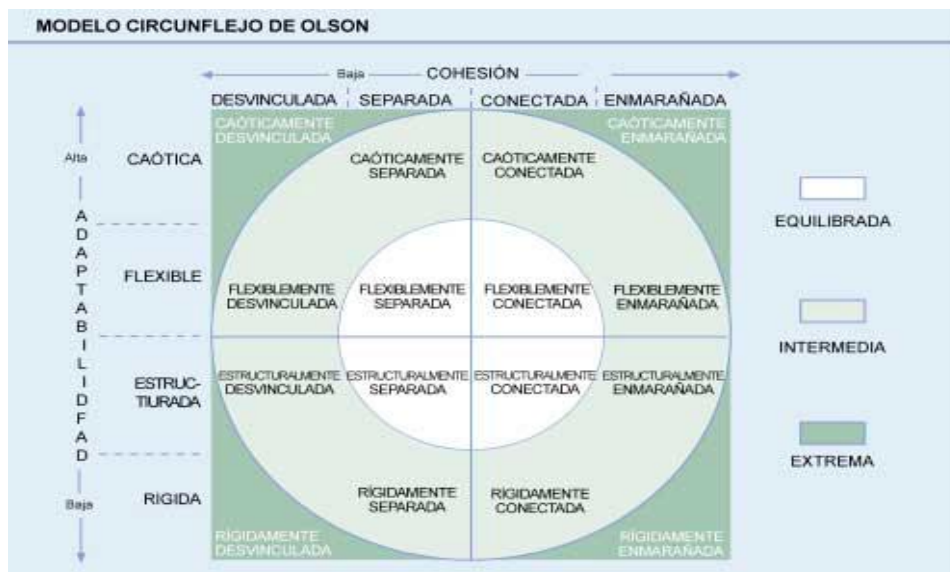 MODELO CIRCUNFLEJO DE OLSON
Baja COHESIÓN
DESVINCULADA SEPARADA CONECTADA ENMARAÑADA
CAÓTICAMENTE
DESVINCULADA
CAÓTICAMENTE
ENMARAÑADA
Alta
CAÓTICA
CAÓTICAMENTE
SEPARADA
CAÓTICAMENTE
CONECTADA
ADAPTABILIDFAD
FLEXIBLE
FLEXIBLEMENTE
DESVINCULADA
FLEXIBLEMENTE
SEPARADA
FLEXIBLEMENTE
CONECTADA
FLEXIBLEMENTE
ENMARAÑADA
ESTRUC-
TIURADA
ESTRUCTURALMENTE
DESVINCULADA
ESTRUCTURALMENTE
SEPARADA
ESTRUCTURALMENTE
CONECTADA
ESTRUCTURALMENTE
ENMARAÑADA
Baja
RÍGIDA
RÍGIDAMENTE
SEPARADA
RÍGIDAMENTE
CONECTADA
RÍGIDAMENTE
DESVINCULADA
RÍGIDAMENTE
ENMARAÑADA
EQUILIBRADA
INTERMEDIA
EXTREMA